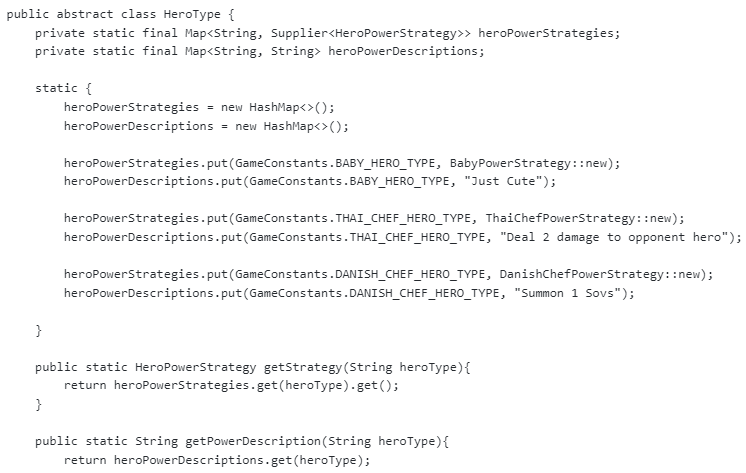 public abstract class HeroType {
    private static final Map<String, Supplier<HeroPowerStrategy>> heroPowerStrategies;
    private static final Map<String, String> heroPowerDescriptions;

    static {
        heroPowerStrategies = new HashMap<>();
        heroPowerDescriptions = new HashMap<>();

        heroPowerStrategies.put(GameConstants.BABY_HERO_TYPE, BabyPowerStrategy::new);
        heroPowerDescriptions.put(GameConstants.BABY_HERO_TYPE, "Just Cute");

        heroPowerStrategies.put(GameConstants.THAI_CHEF_HERO_TYPE, ThaiChefPowerStrategy::new);
        heroPowerDescriptions.put(GameConstants.THAI_CHEF_HERO_TYPE, "Deal 2 damage to opponent hero");

        heroPowerStrategies.put(GameConstants.DANISH_CHEF_HERO_TYPE, DanishChefPowerStrategy::new);
        heroPowerDescriptions.put(GameConstants.DANISH_CHEF_HERO_TYPE, "Summon 1 Sovs");

    }

    public static HeroPowerStrategy getStrategy(String heroType){
        return heroPowerStrategies.get(heroType).get();
    }

    public static String getPowerDescription(String heroType){
        return heroPowerDescriptions.get(heroType);